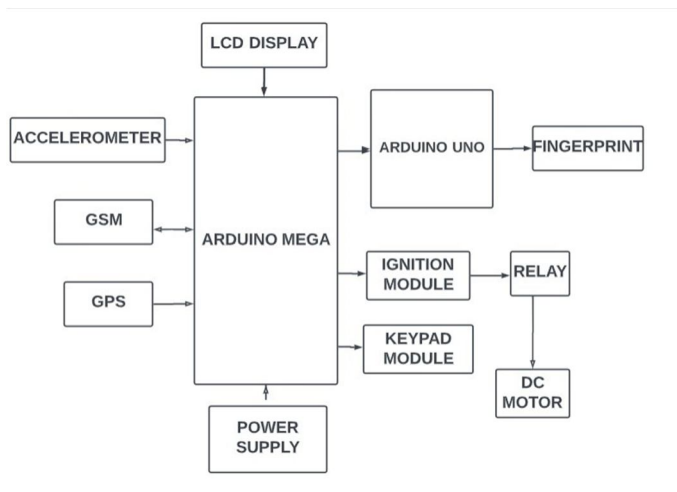 LCD DISPLAY
ACCELEROMETER
ARDUINO UNO
FINGERPRINT
GSM
ARDUINO MEGA
IGNITION
MODULE
RELAY
GPS
KEYPAD
MODULE
DC
MOTOR
POWER
SUPPLY